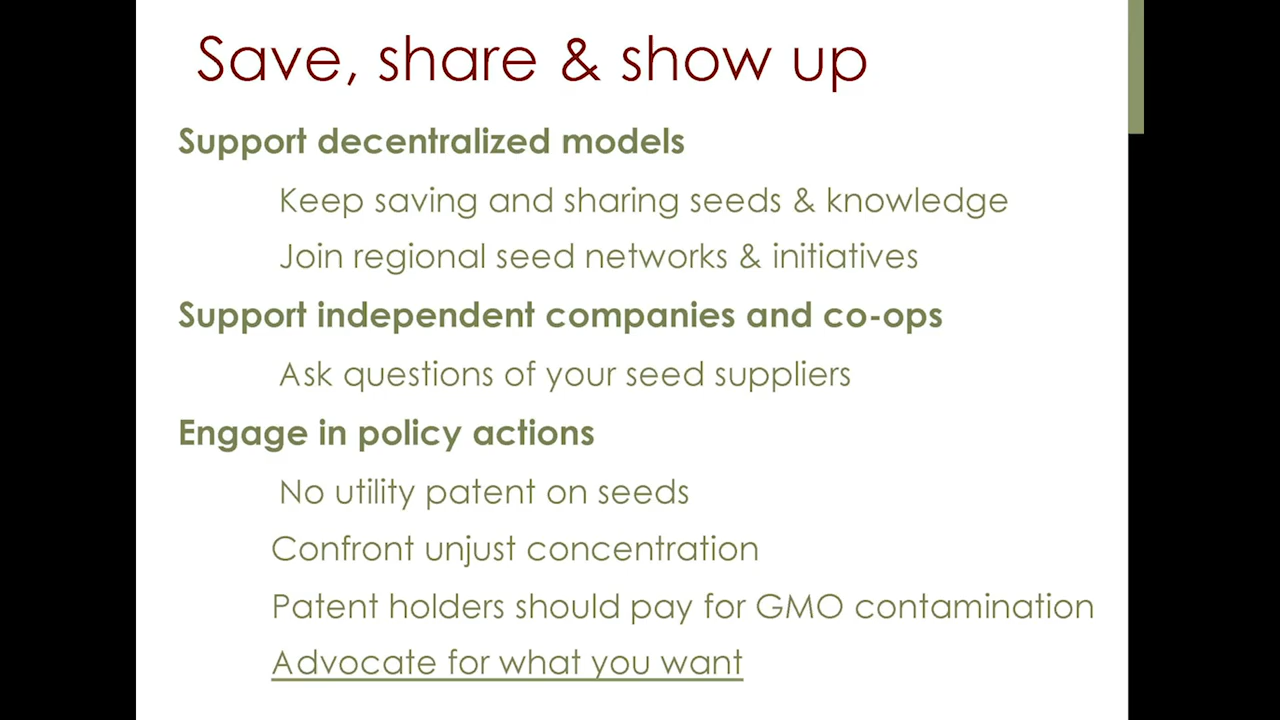 Save, share & show up
Support decentralized models
Keep saving and sharing seeds & knowledge
Join regional seed networks & initiatives
Support independent companies and co-ops
Ask questions of your seed suppliers
Engage in policy actions
No utility patent on seeds
Confront unjust concentration
Patent holders should pay for GMO contamination
Advocate for what you want